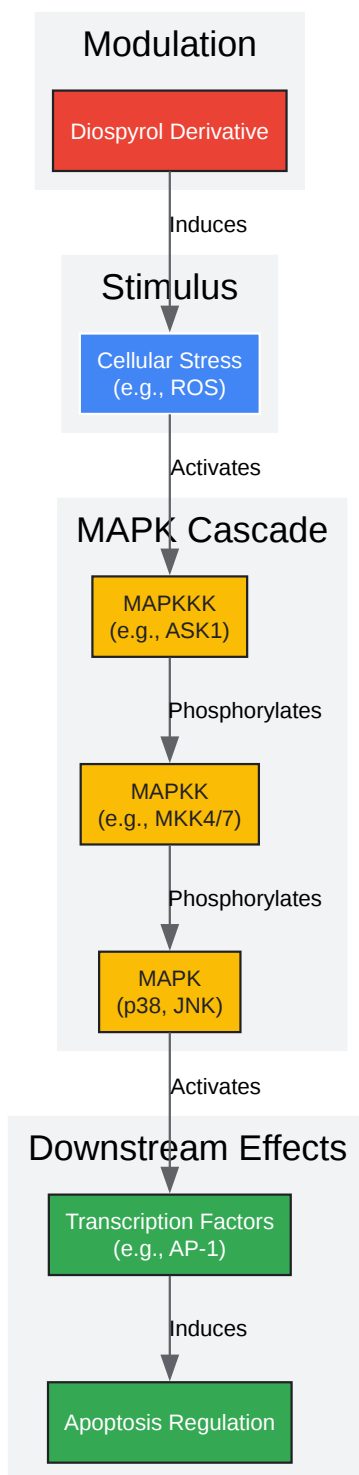 Modulation
Diospyrol Derivative
Induces
Stimulus
Cellular Stress
(e.g., ROS)
Activates
MAPK Cascade
MAPKKK
(e.g., ASK1)
Phosphorylates
MAPKK
(e.g., MKK4/7)
Phosphorylates
MAPK
(p38, JNK)
Activates
Downstream Effects
Transcription Factors
(e.g., AP-1)
Induces
Apoptosis Regulation